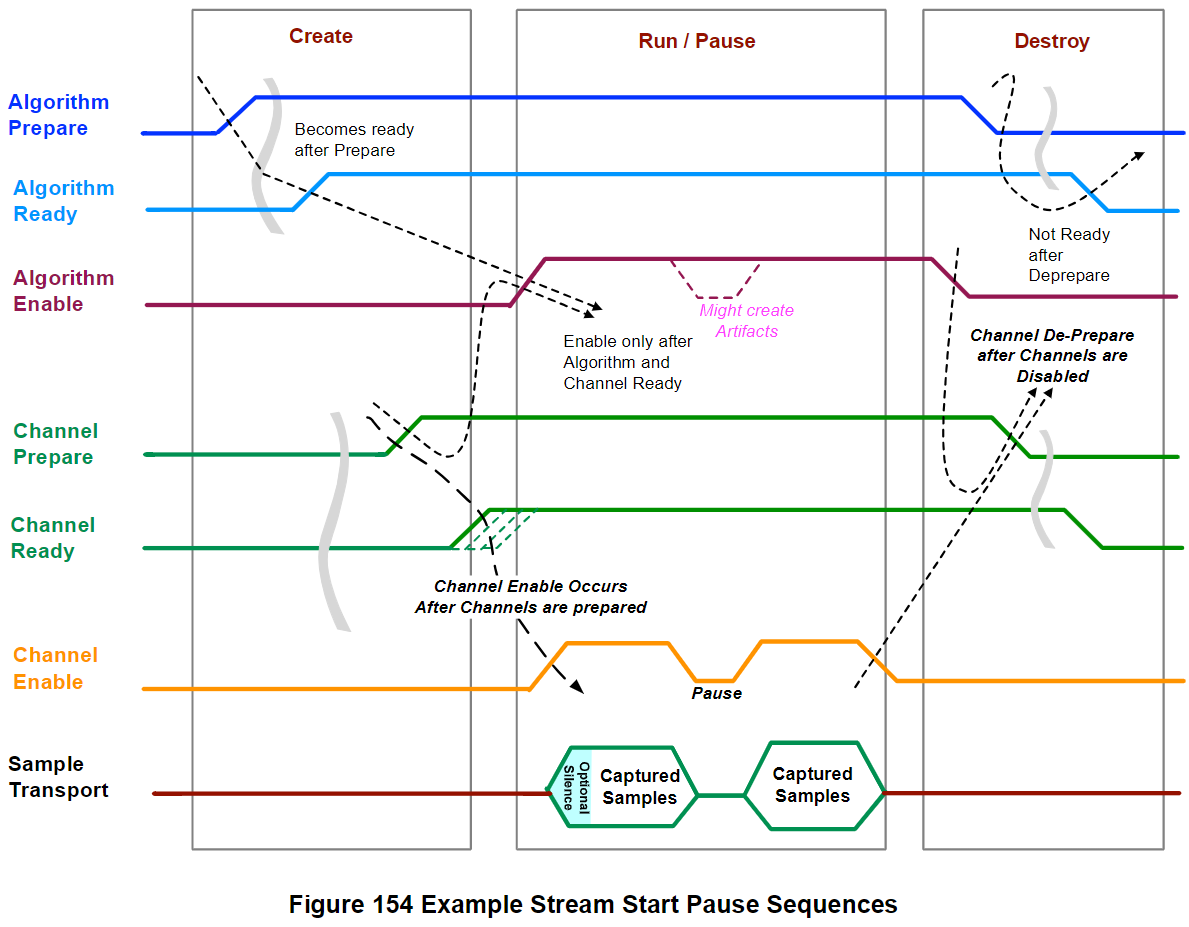 Create
Run / Pause
Destroy
Algorithm
Prepare
Becomes ready
after Prepare
Algorithm
Ready
Not Ready
after
Deprepare
Algorithm
Enable
Might create
Artifacts
Enable only after
Algorithm and
Channel Ready
Channel De-Prepare
after Channels are
Disabled
Channel
Prepare
Channel
Ready
Channel Enable Occurs
After Channels are prepared
Channel
Enable
Pause
Sample
Transport
Optional
Silence
Captured
Samples
Captured
Samples
Figure 154 Example Stream Start Pause Sequences